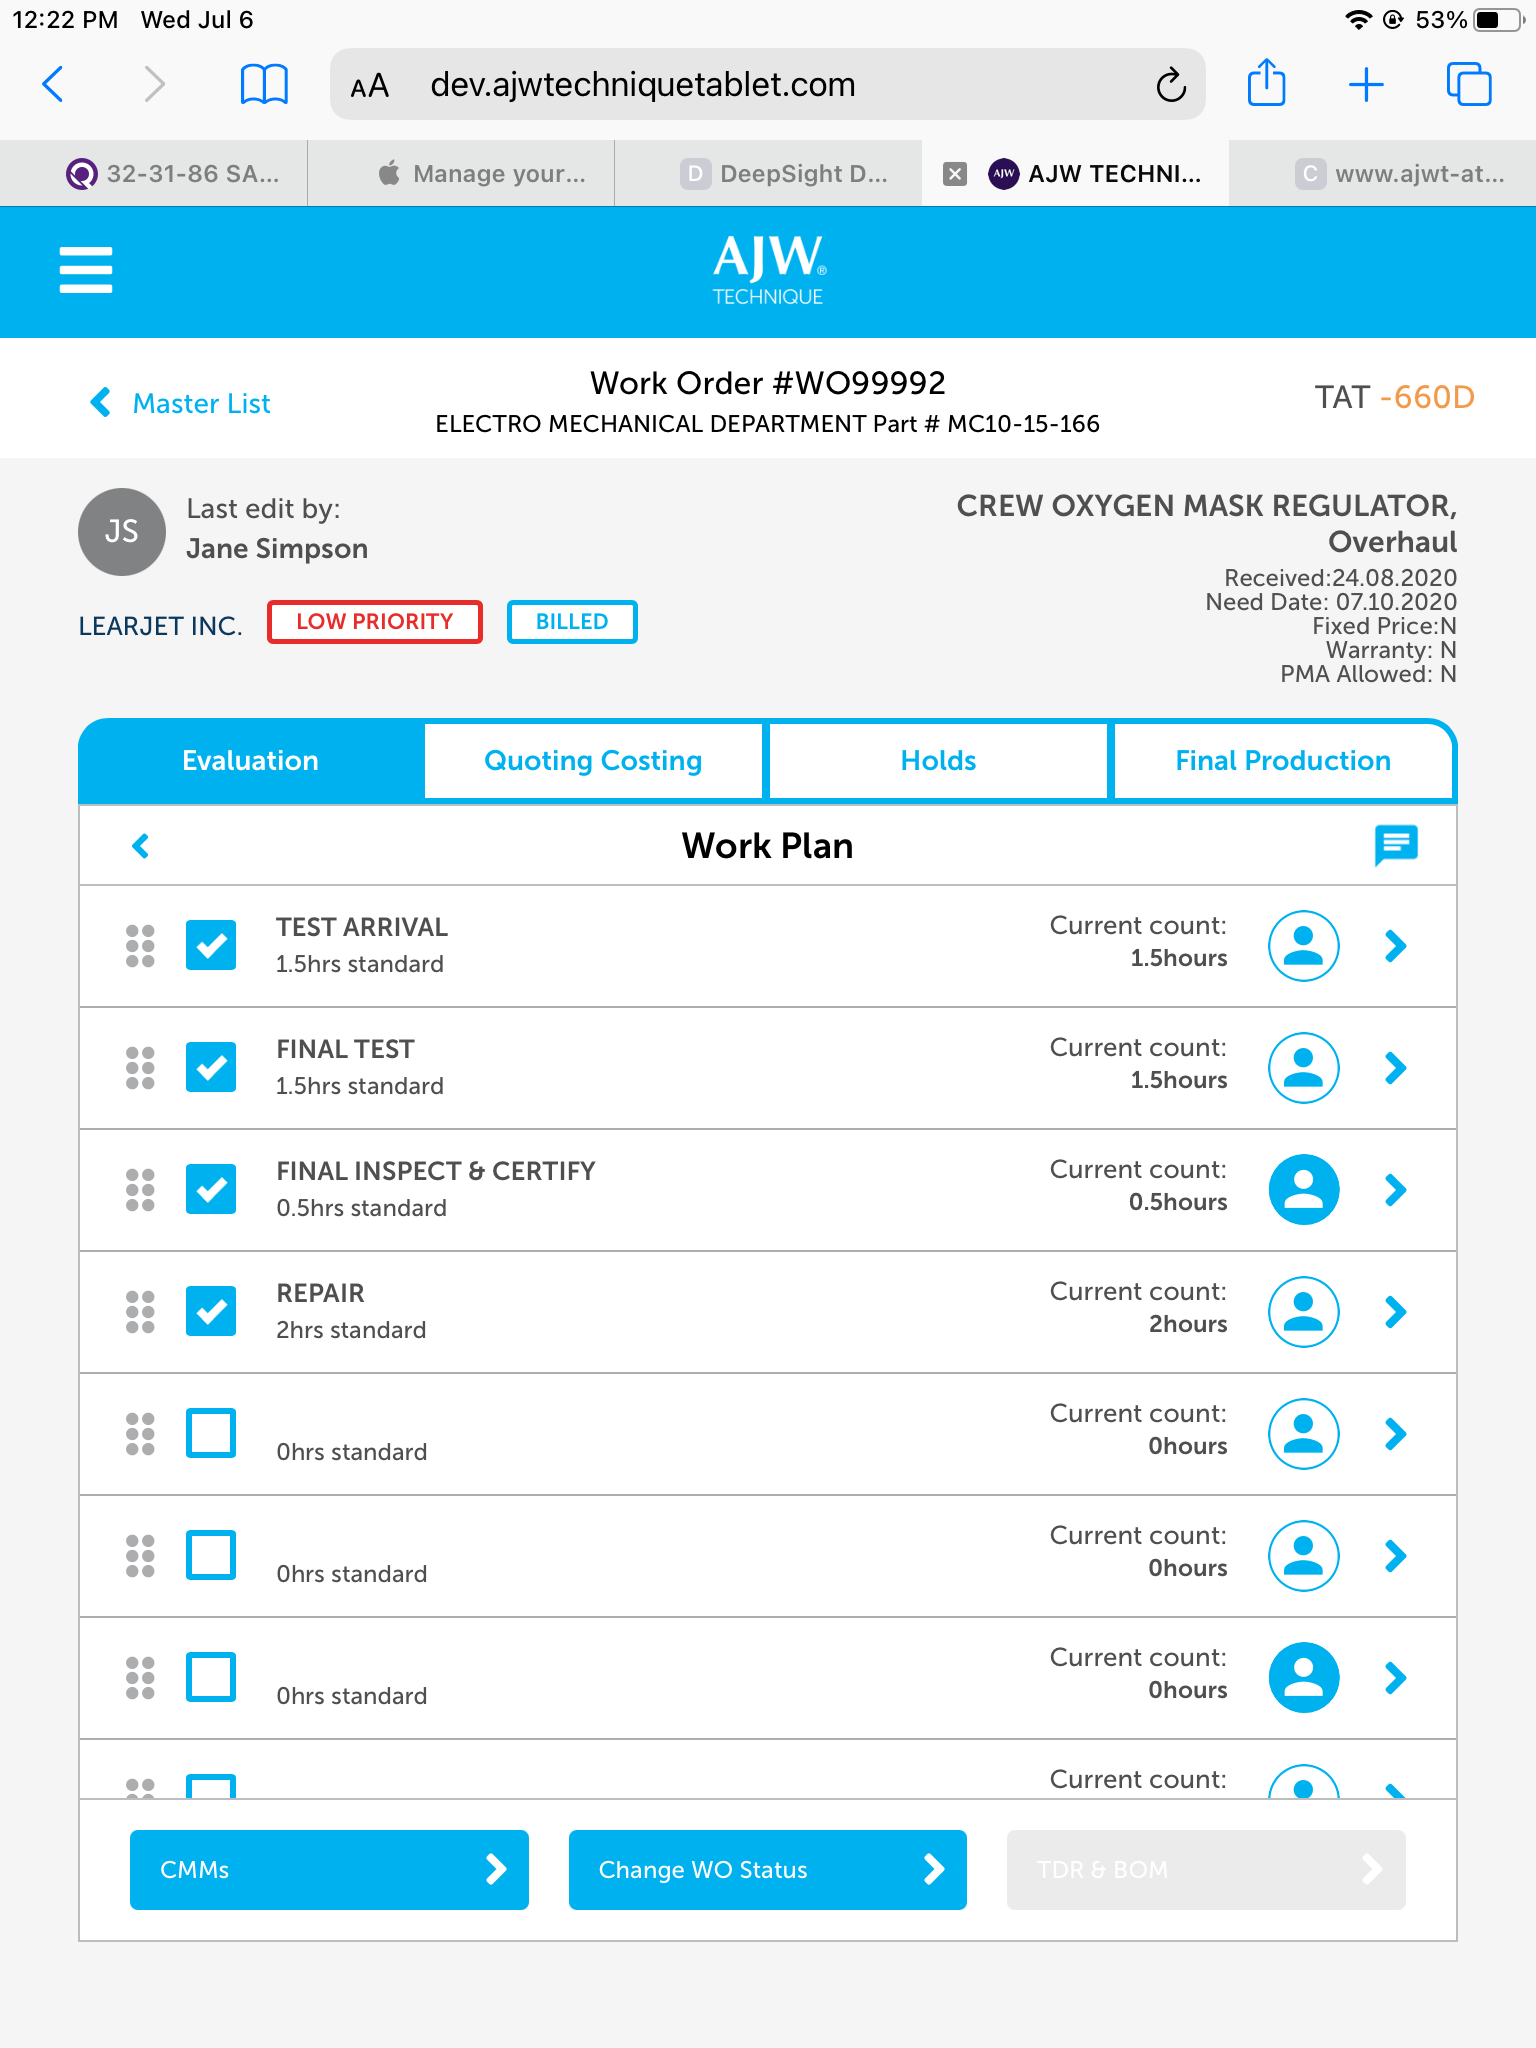 12:22 PM Wed Jul 6
53%
AA dev.ajwtechniquetablet.com
32-31-86 SA...
Manage your...
D DeepSight D...
AJW AJW TECHNI...
C www.ajwt-at...
AJW®
TECHNIQUE
Master List
Work Order #WO99992
ELECTRO MECHANICAL DEPARTMENT Part # MC10-15-166
TAT -660D
JS
Last edit by:
Jane Simpson
LEARJET INC.
LOW PRIORITY
BILLED
CREW OXYGEN MASK REGULATOR,
Overhaul
Received:24.08.2020
Need Date: 07.10.2020
Fixed Price:N
Warranty: N
PMA Allowed: N
Evaluation
Quoting Costing
Holds
Final Production
Work Plan
TEST ARRIVAL
1.5hrs standard
Current count:
1.5hours
FINAL TEST
1.5hrs standard
Current count:
1.5hours
FINAL INSPECT & CERTIFY
0.5hrs standard
Current count:
0.5hours
REPAIR
2hrs standard
Current count:
2hours
0hrs standard
Current count:
0hours
0hrs standard
Current count:
0hours
0hrs standard
Current count:
0hours
Current count:
CMMs
Change WO Status
TDR & BOM